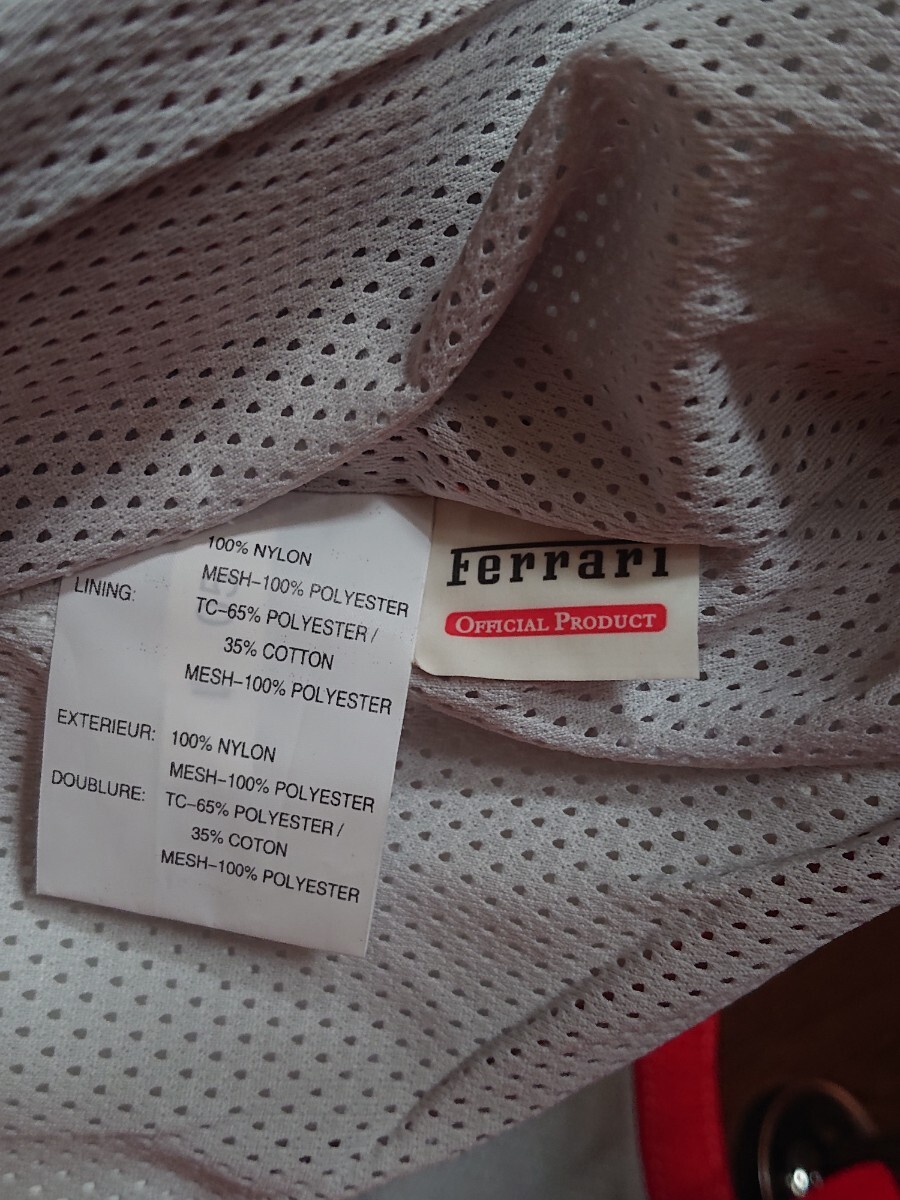 100% NYLON
MESH-100% POLYESTER
LINING: TC-65% POLYESTER /
35% COTTON
MESH-100% POLYESTER
EXTERIEUR: 100% NYLON
MESH-100% POLYESTER
DOUBLURE: TC-65% POLYESTER /
35% COTON
MESH-100% POLYESTER
Ferrari
OFFICIAL PRODUCT